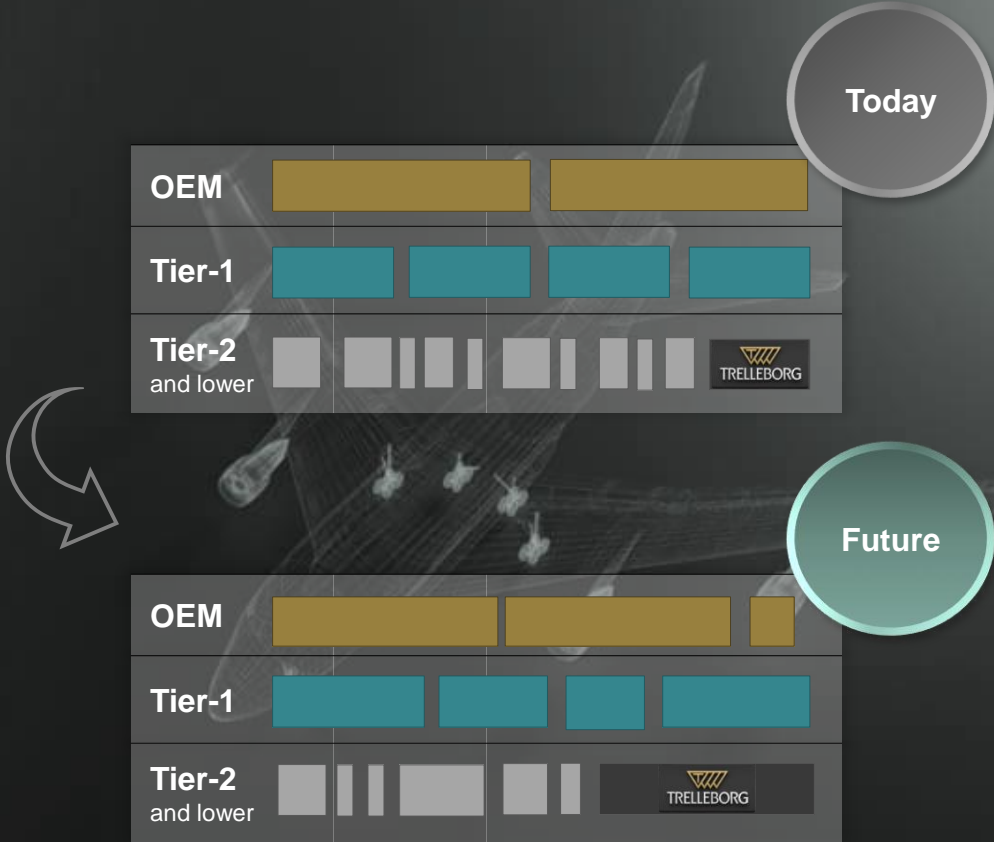 Today
OEM
Tier-1
Tier-2
and lower
TRELLEBORG
Future
OEM
Tier-1
Tier-2
and lower
TRELLEBORG